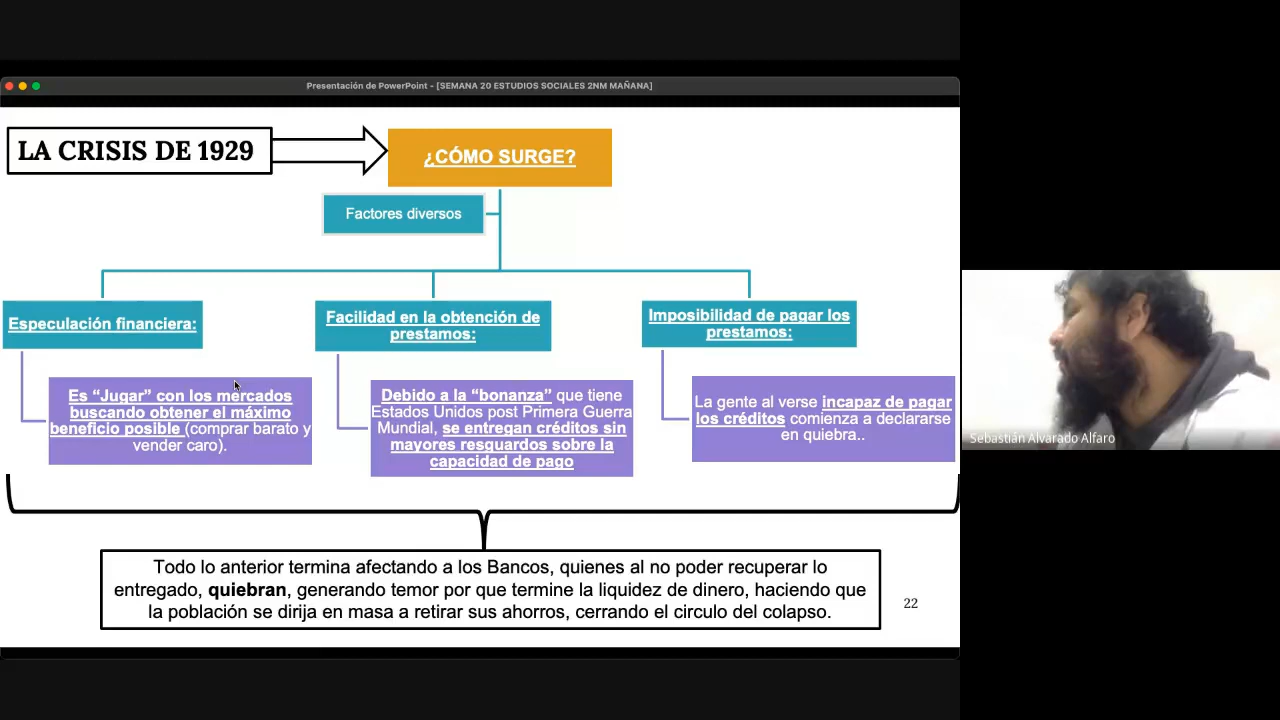 Presentación de PowerPoint - [SEMANA 20 ESTUDIOS SOCIALES 2NM MAÑANA]
LA CRISIS DE 1929
¿CÓMO SURGE?
Factores diversos
Especulación financiera:
Es “Jugar” con los mercados
buscando obtener el máximo
beneficio posible (comprar barato y
vender caro).
Facilidad en la obtención de
prestamos:
Debido a la “bonanza” que tiene
Estados Unidos post Primera Guerra
Mundial, se entregan créditos sin
mayores resguardos sobre la
capacidad de pago
Imposibilidad de pagar los
prestamos:
La gente al verse incapaz de pagar
los créditos comienza a declararse
en quiebra..
Todo lo anterior termina afectando a los Bancos, quienes al no poder recuperar lo
entregado, quiebran, generando temor por que termine la liquidez de dinero, haciendo que
la población se dirija en masa a retirar sus ahorros, cerrando el circulo del colapso.
22
Sebastián Alvarado Alfaro